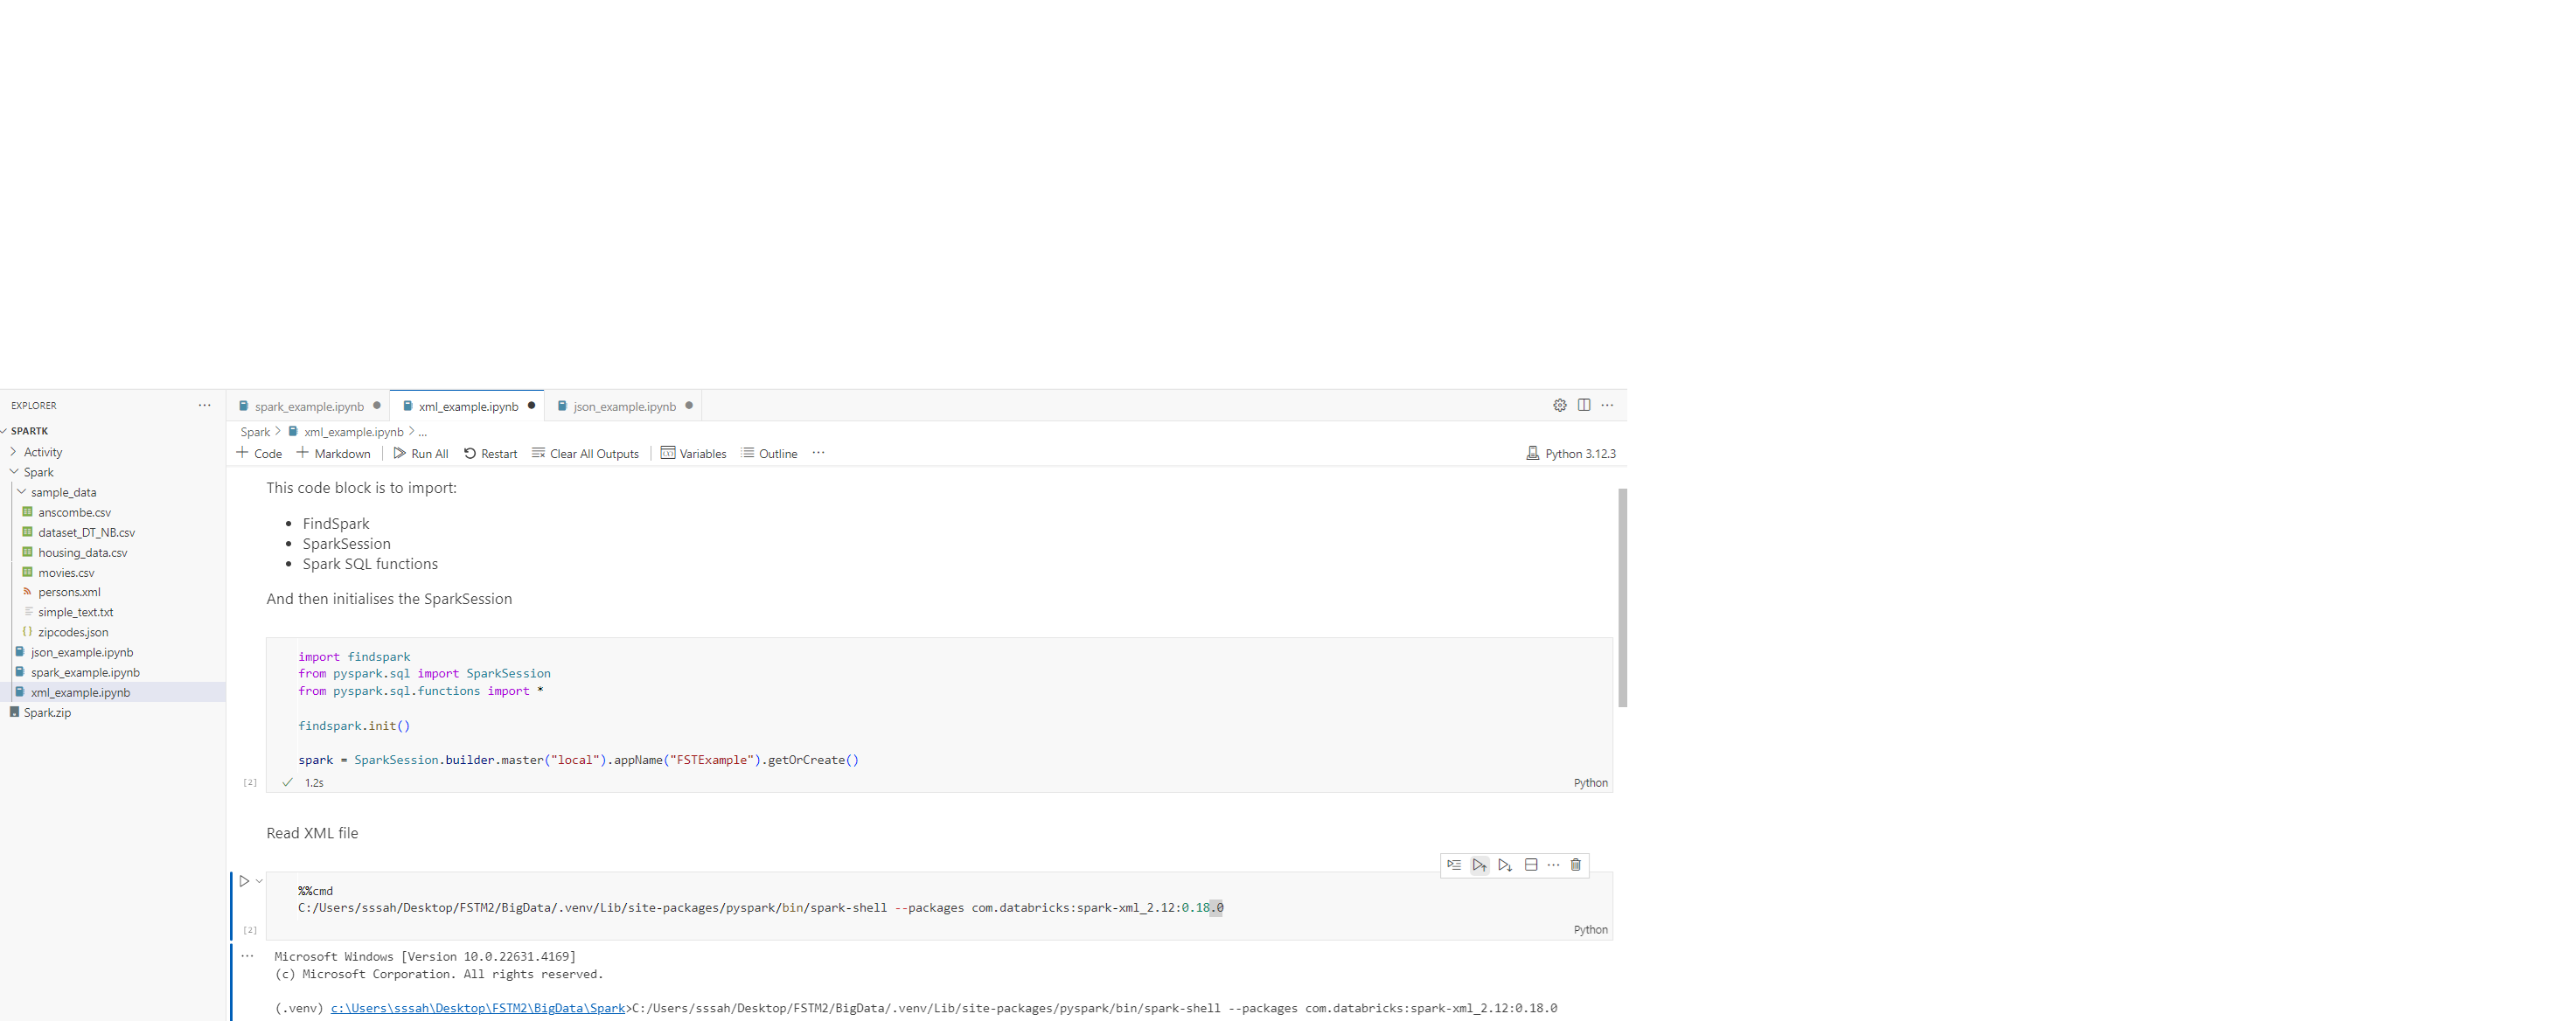 EXPLORER ...
SPARTK
Activity
Spark
sample_data
anscombe.csv
dataset_DT_NB.csv
housing_data.csv
movies.csv
persons.xml
simple_text.txt
zipcodes.json
json_example.ipynb
spark_example.ipynb
xml_example.ipynb
Spark.zip
spark_example.ipynb xml_example.ipynb json_example.ipynb
Spark > xml_example.ipynb > ...
+ Code + Markdown Run All Restart Clear All Outputs Variables Outline ... Python 3.12.3
This code block is to import:
• FindSpark
• SparkSession
• Spark SQL functions
And then initialises the SparkSession
import findspark
from pyspark.sql import SparkSession
from pyspark.sql.functions import *
findspark.init()
spark = SparkSession.builder.master("local").appName("FSTExample").getOrCreate()
[2] 1.2s Python
Read XML file
%%cmd
C:/Users/sssah/Desktop/FSTM2/BigData/.venv/Lib/site-packages/pyspark/bin/spark-shell --packages com.databricks:spark-xml_2.12:0.18.0
[2] Python
... Microsoft Windows [Version 10.0.22631.4169]
(c) Microsoft Corporation. All rights reserved.
(.venv) c:\Users\sssah\Desktop\FSTM2\BigData\Spark>C:/Users/sssah/Desktop/FSTM2/BigData/.venv/Lib/site-packages/pyspark/bin/spark-shell --packages com.databricks:spark-xml_2.12:0.18.0